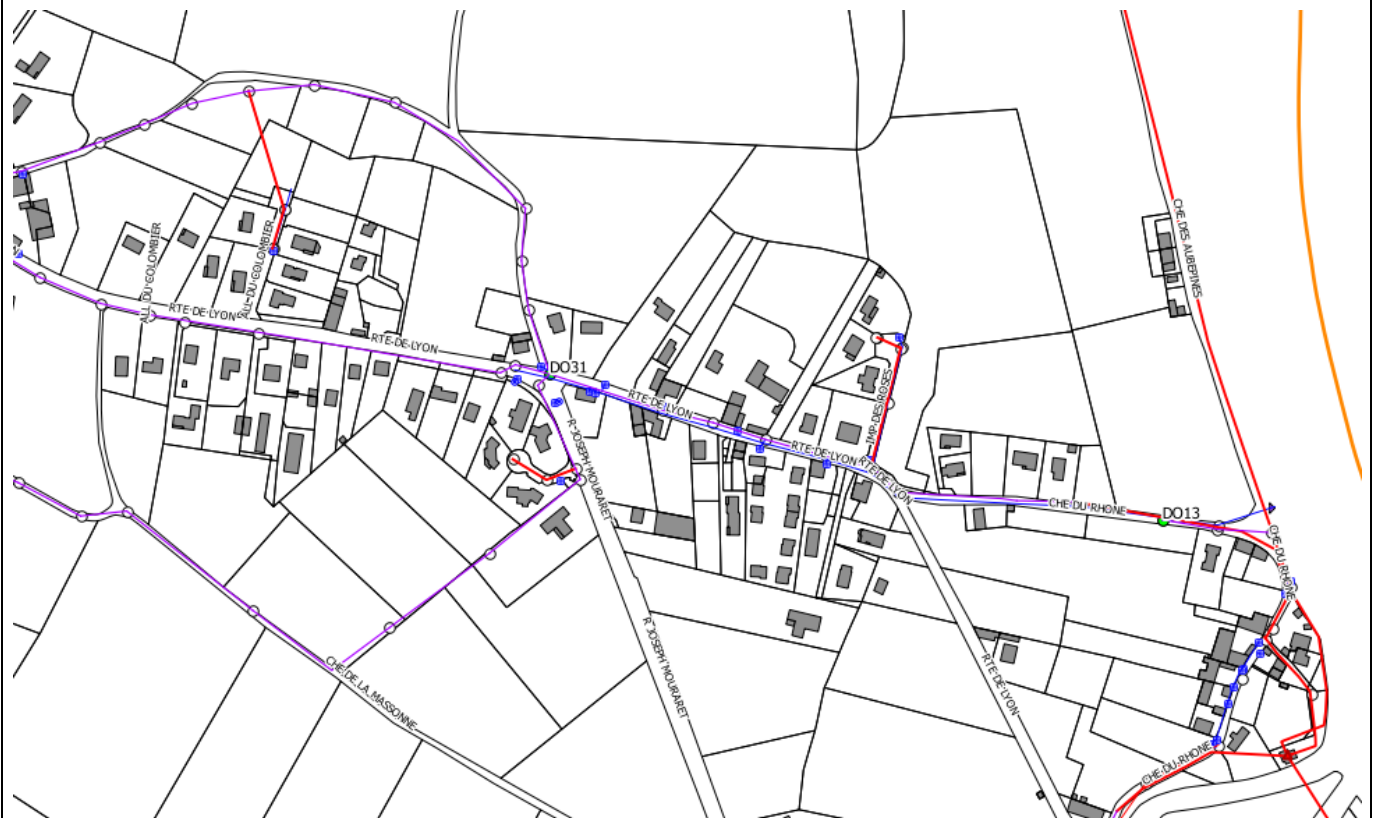 CHE·DES·AUBEPINES
ALL·DU·COLOMBIER
ALL·DU·COLOMBIER
RTE·DE·LYON
RTE·DE·LYON
DO31
RTE·DE·LYON
IMP·DES·ROSES
RTE·DE·LYON
RTE·DE·LYON
R·JOSEPH·MOURARET
CHE·DU·RHONE
DO13
CHE·DU·RHONE
R·JOSEPH·MOURARET
RTE·DE·LYON
CHE·DE·LA·MASSONNE
CHE·DU·RHONE